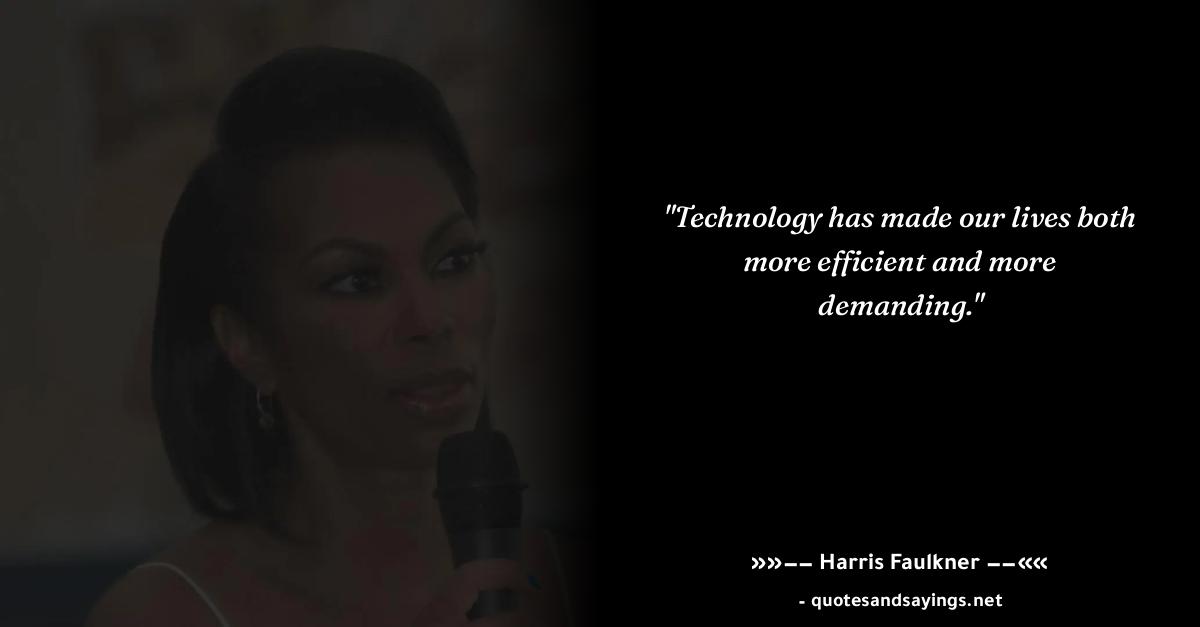 "Technology has made our lives both
more efficient and more
demanding."
»»–– Harris Faulkner ––««
- quotesandsayings.net